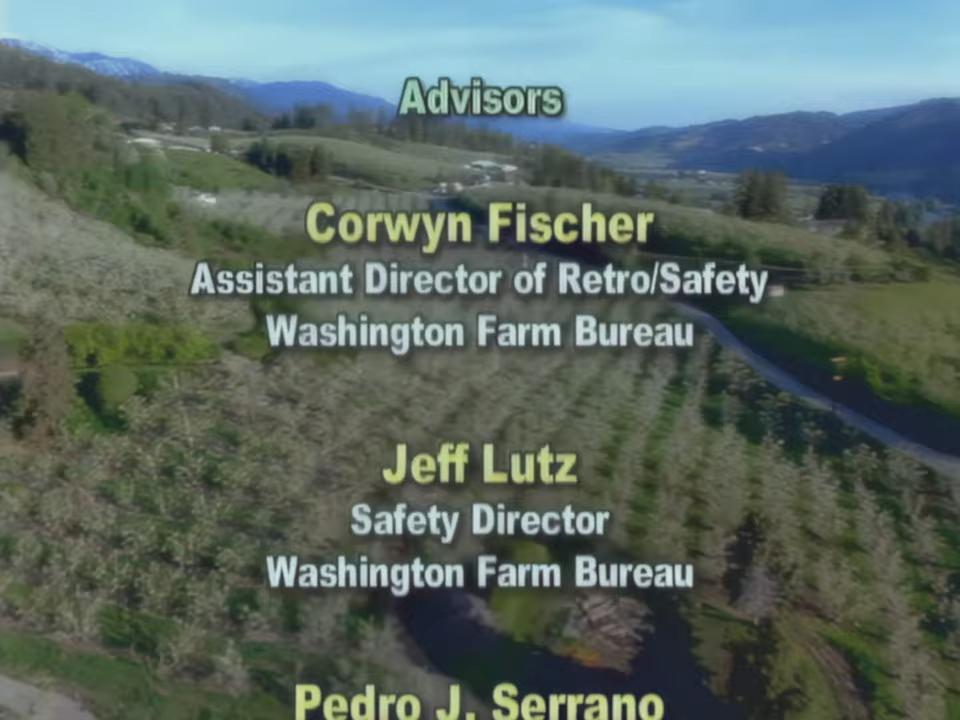 Advisors
Corwyn Fischer
Assistant Director of Retro/Safety
Washington Farm Bureau
Jeff Lutz
Safety Director
Washington Farm Bureau
Pedro J. Serrano